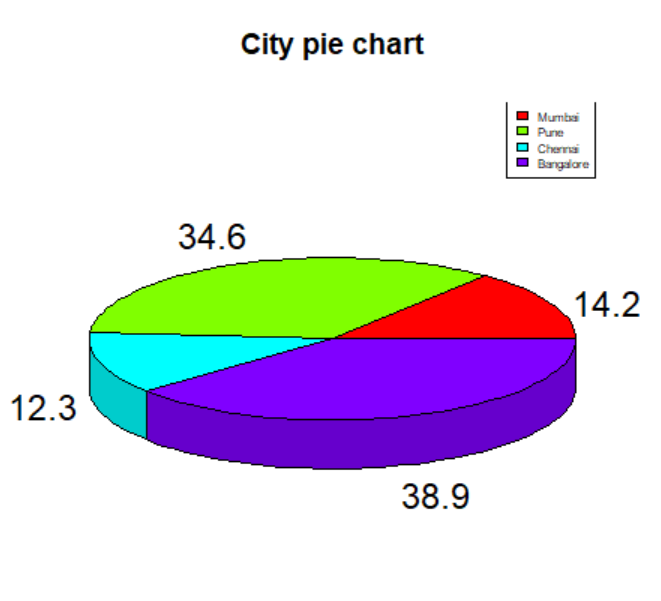 City pie chart
Mumbai
Pune
Chennai
Bangalore
34.6
14.2
12.3
38.9